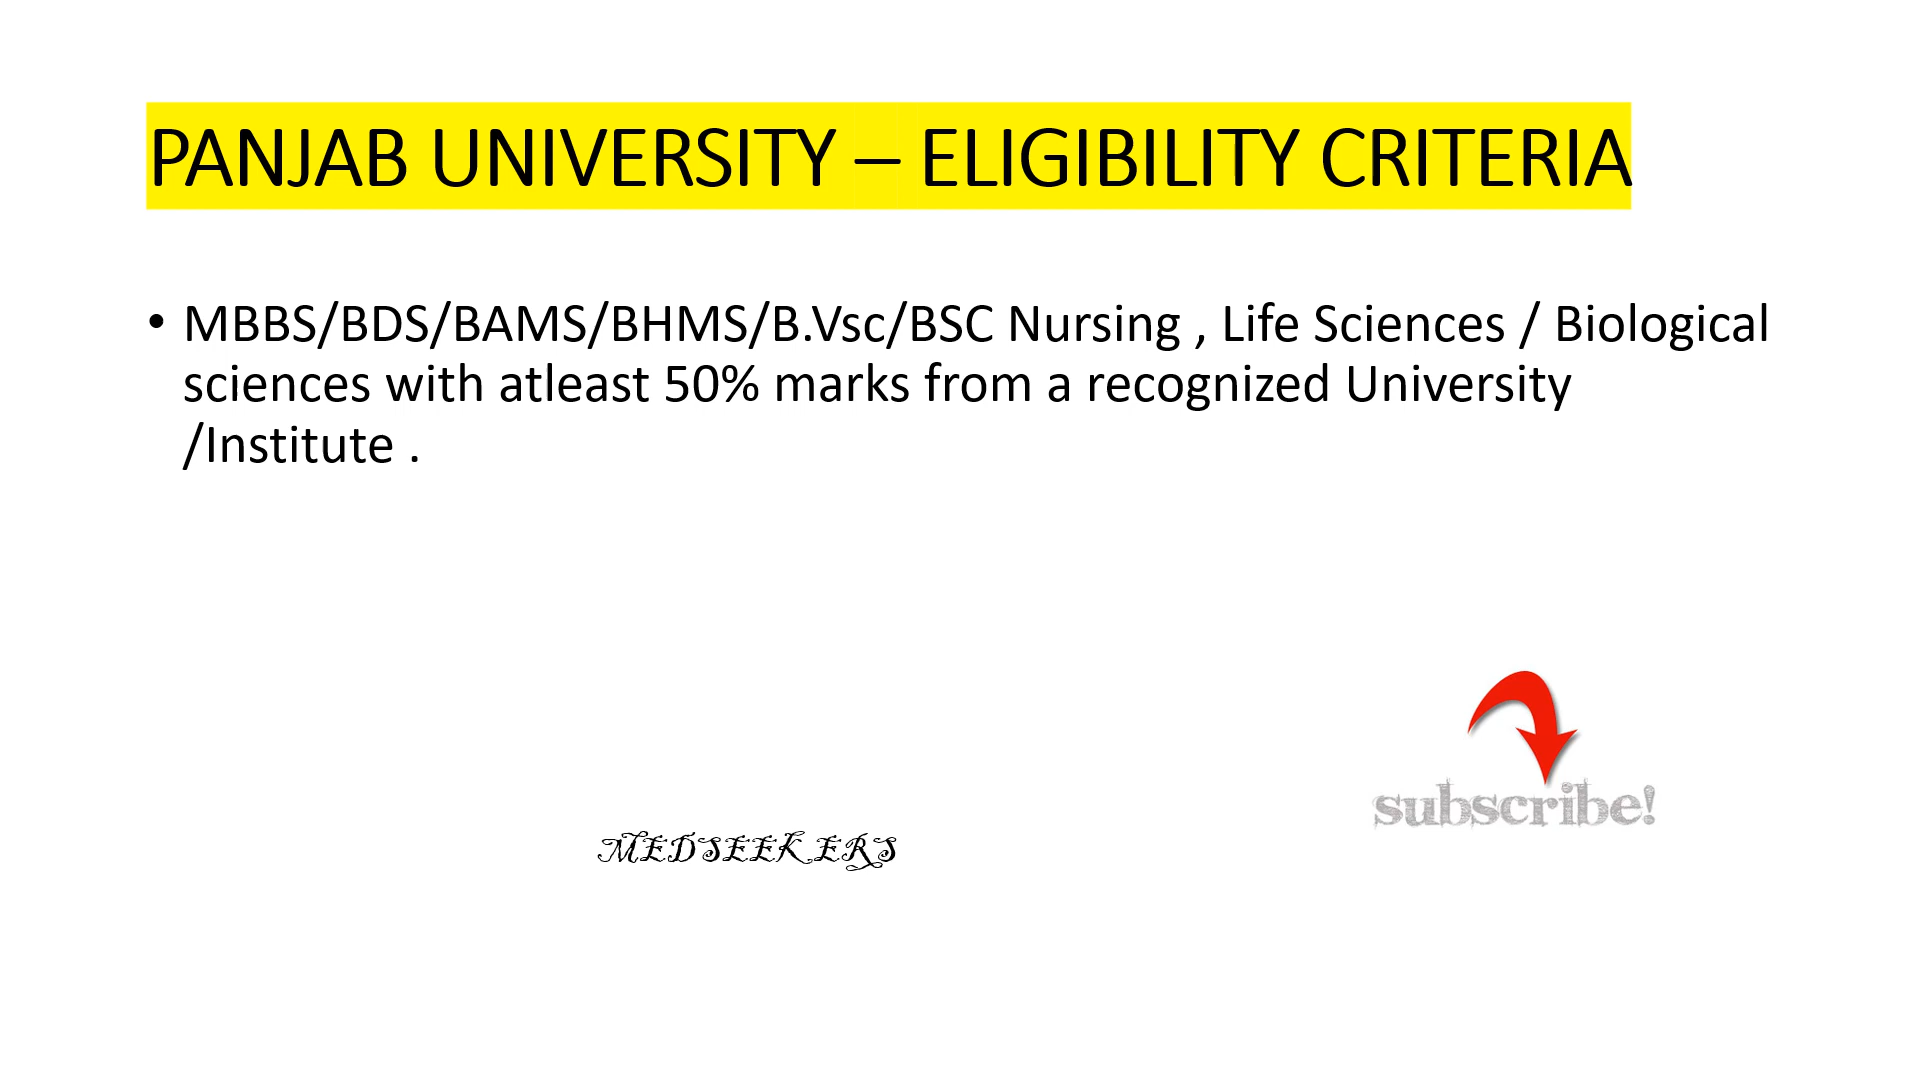 PANJAB UNIVERSITY – ELIGIBILITY CRITERIA
• MBBS/BDS/BAMS/BHMS/B.Vsc/BSC Nursing , Life Sciences / Biological
sciences with atleast 50% marks from a recognized University
/Institute .
subscribe!
MEDSEEKERS